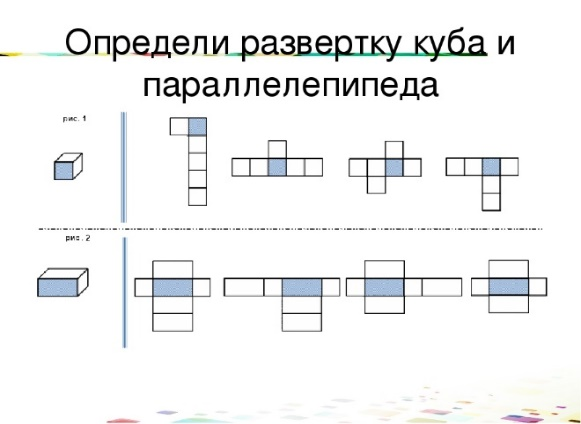 Определи развертку куба и
параллелепипеда
рис. 1
рис. 2